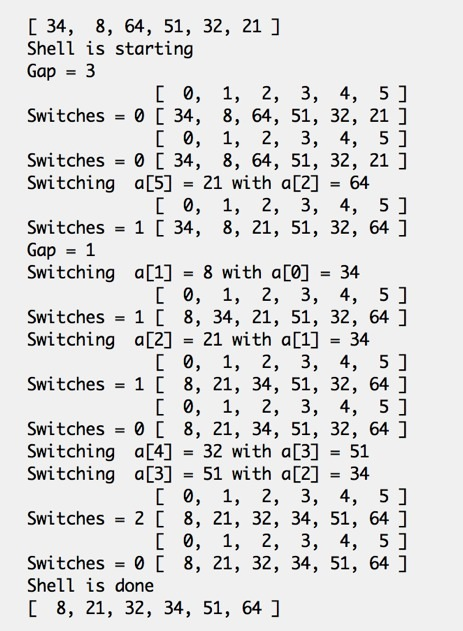 [ 34,  8, 64, 51, 32, 21 ]
Shell is starting
Gap = 3
             [  0,  1,  2,  3,  4,  5 ]
Switches = 0 [ 34,  8, 64, 51, 32, 21 ]
             [  0,  1,  2,  3,  4,  5 ]
Switches = 0 [ 34,  8, 64, 51, 32, 21 ]
Switching  a[5] = 21 with a[2] = 64
             [  0,  1,  2,  3,  4,  5 ]
Switches = 1 [ 34,  8, 21, 51, 32, 64 ]
Gap = 1
Switching  a[1] = 8 with a[0] = 34
             [  0,  1,  2,  3,  4,  5 ]
Switches = 1 [  8, 34, 21, 51, 32, 64 ]
Switching  a[2] = 21 with a[1] = 34
             [  0,  1,  2,  3,  4,  5 ]
Switches = 1 [  8, 21, 34, 51, 32, 64 ]
             [  0,  1,  2,  3,  4,  5 ]
Switches = 0 [  8, 21, 34, 51, 32, 64 ]
Switching  a[4] = 32 with a[3] = 51
Switching  a[3] = 51 with a[2] = 34
             [  0,  1,  2,  3,  4,  5 ]
Switches = 2 [  8, 21, 32, 34, 51, 64 ]
             [  0,  1,  2,  3,  4,  5 ]
Switches = 0 [  8, 21, 32, 34, 51, 64 ]
Shell is done
[  8, 21, 32, 34, 51, 64 ]